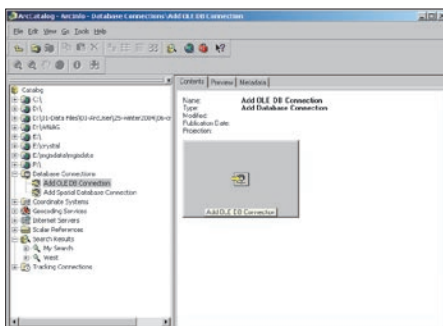 ArcCatalog - ArcInfo - Database Connections\Add OLE DB Connection
File Edit View Go Tools Help
Catalog
C:\
D:\
E:\
F:\crystal
Database Connections
Add OLE DB Connection
Add Spatial Database Connection
Coordinate Systems
Geocoding Services
Internet Servers
Scalar References
Search Results
My Search
West
Tracking Connections
Contents Preview Metadata
Name: Add OLE DB Connection
Type: Add Database Connection
Modified:
Publication Date:
Projection:
Add OLE DB Connection